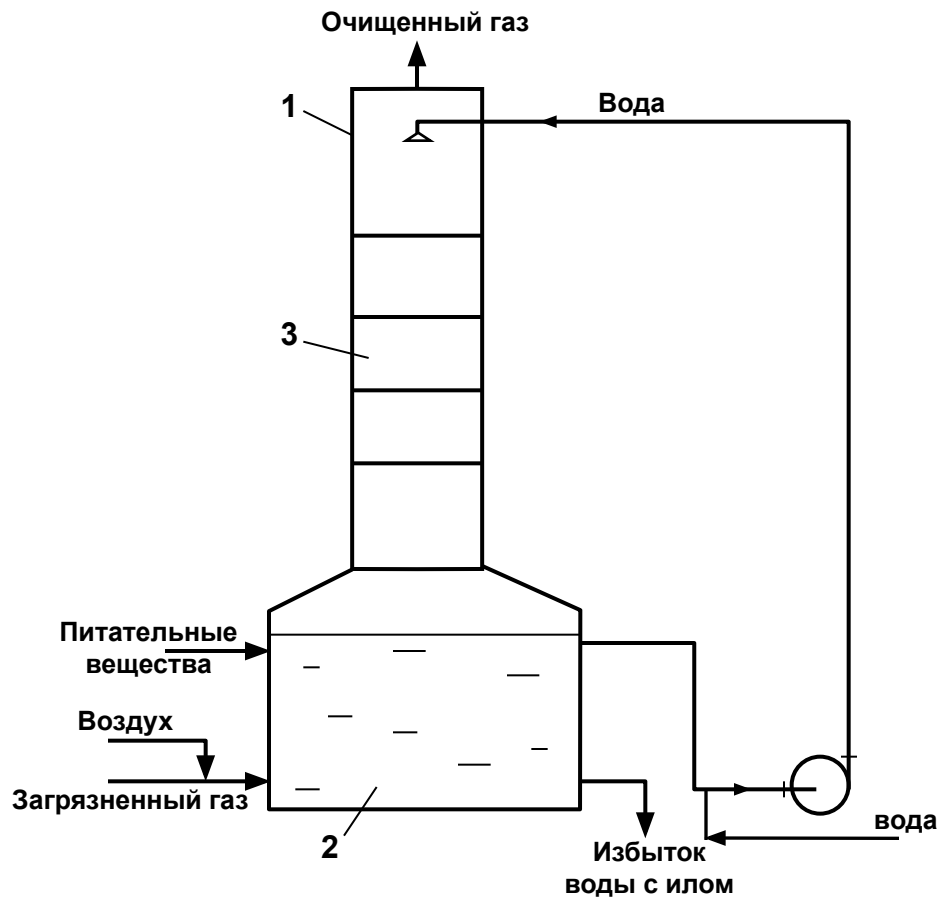 Очищенный газ
1
Вода
3
Питательные
вещества
Воздух
Загрязненный газ
2
Избыток
воды с илом
вода